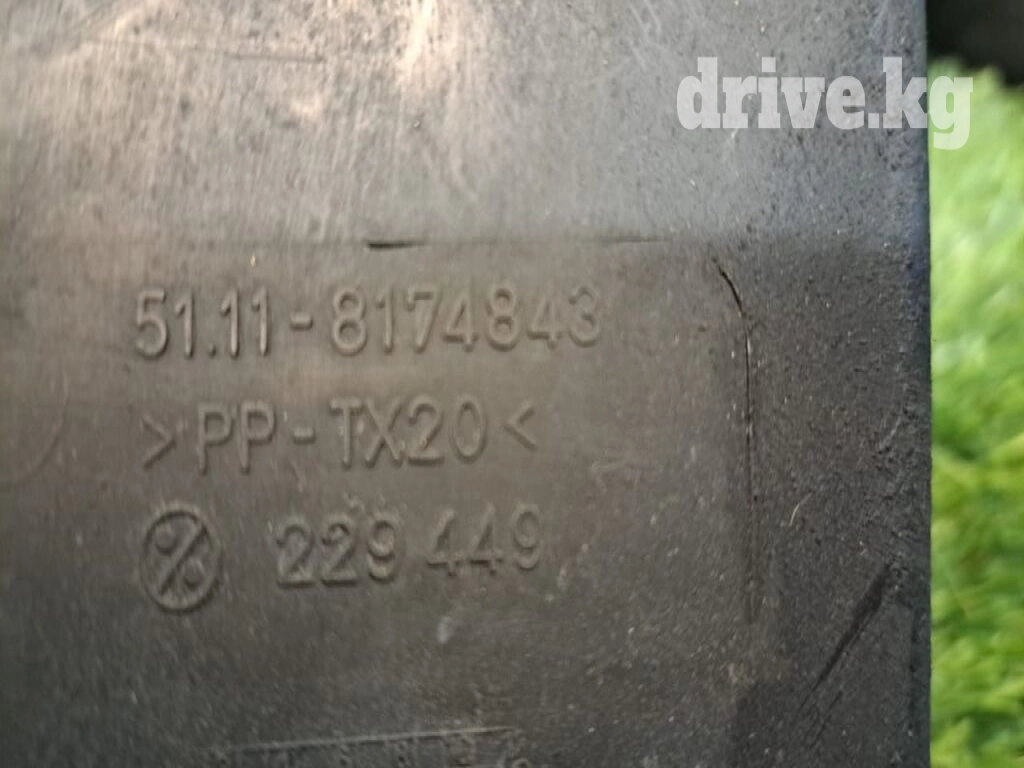 drive.kg
51.11-8174843
>PP-TX20<
229 449